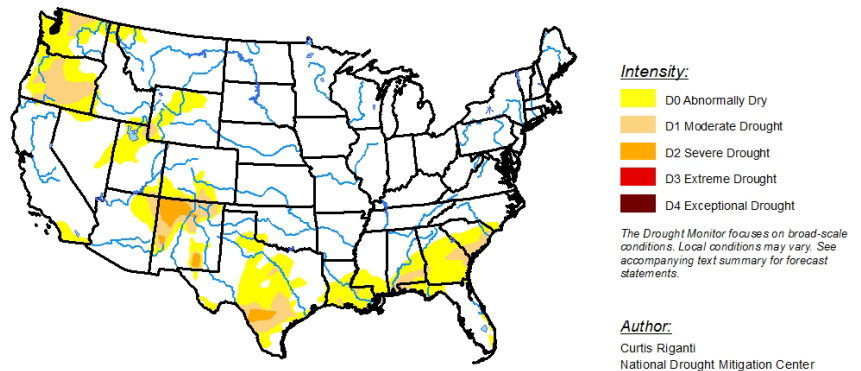 Intensity:
D0 Abnormally Dry
D1 Moderate Drought
D2 Severe Drought
D3 Extreme Drought
D4 Exceptional Drought
The Drought Monitor focuses on broad-scale
conditions. Local conditions may vary. See
accompanying text summary for forecast
statements.
Author:
Curtis Riganti
National Drought Mitigation Center